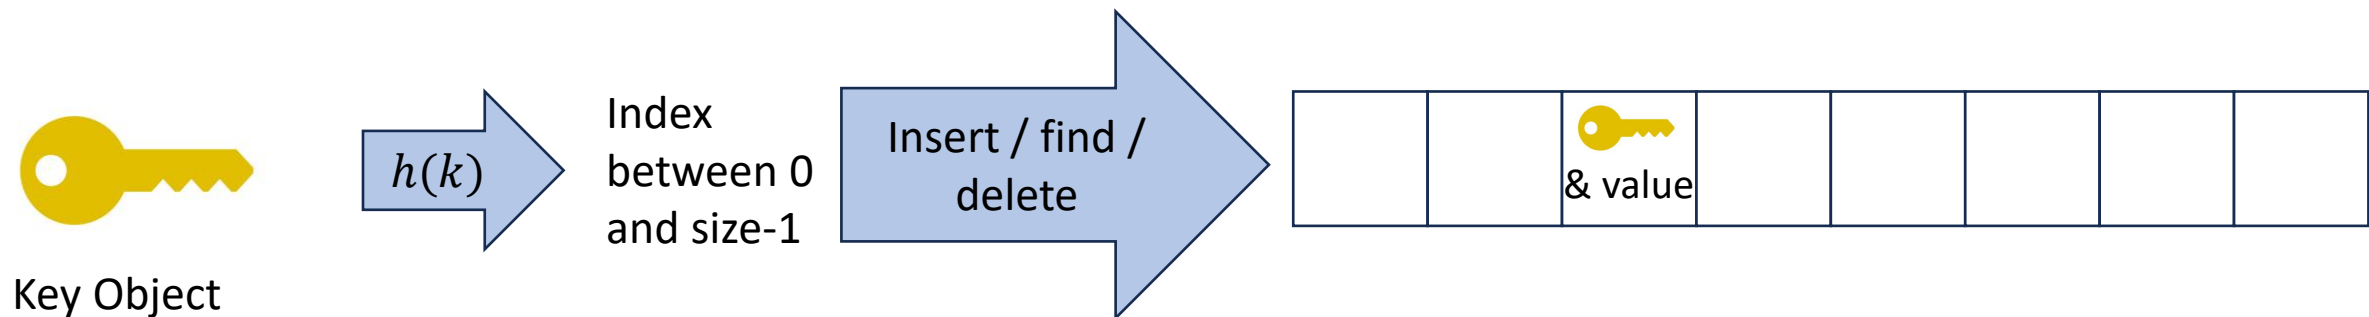 Key Object
h(k)
Index
between 0
and size-1
Insert / find /
delete
& value